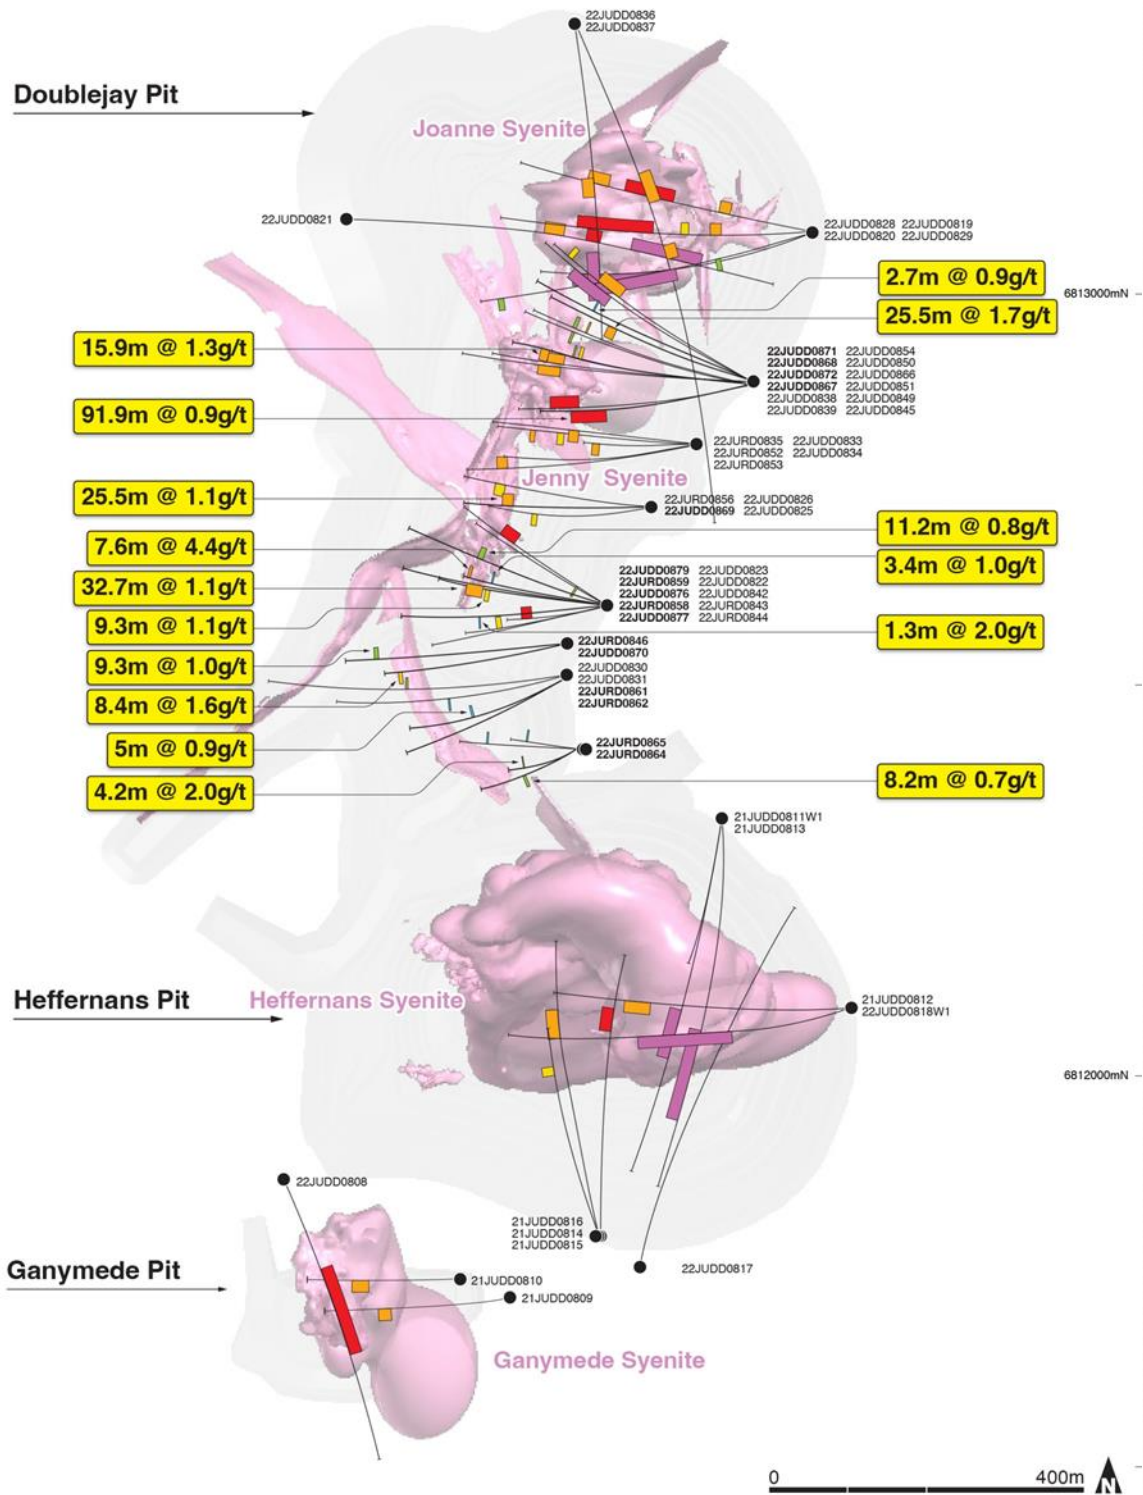 22JUDD0836
22JUDD0837
Doublejay Pit
Joanne Syenite
22JUDD0821
22JUDD0828 22JUDD0819
22JUDD0820 22JUDD0829
2.7m @ 0.9g/t
6813000mN
25.5m @ 1.7g/t
15.9m @ 1.3g/t
22JUDD0871 22JUDD0854
22JUDD0868 22JUDD0850
22JUDD0872 22JUDD0866
22JUDD0867 22JUDD0851
22JUDD0838 22JUDD0849
22JUDD0839 22JUDD0845
91.9m @ 0.9g/t
22JURD0835 22JUDD0833
22JURD0852 22JUDD0834
22JURD0853
Jenny Syenite
25.5m @ 1.1g/t
22JURD0856 22JUDD0826
22JUDD0869 22JUDD0825
11.2m @ 0.8g/t
7.6m @ 4.4g/t
3.4m @ 1.0g/t
22JUDD0879 22JUDD0823
22JURD0859 22JUDD0822
22JUDD0876 22JUDD0842
22JURD0858 22JURD0843
22JUDD0877 22JURD0844
32.7m @ 1.1g/t
9.3m @ 1.1g/t
1.3m @ 2.0g/t
22JURD0846
22JUDD0870
9.3m @ 1.0g/t
22JUDD0830
22JUDD0831
22JURD0861
22JURD0862
8.4m @ 1.6g/t
5m @ 0.9g/t
22JURD0865
22JURD0864
4.2m @ 2.0g/t
8.2m @ 0.7g/t
21JUDD0811W1
21JUDD0813
Heffernans Pit
Heffernans Syenite
21JUDD0812
22JUDD0818W1
6812000mN
22JUDD0808
21JUDD0816
21JUDD0814
21JUDD0815
22JUDD0817
Ganymede Pit
21JUDD0810
21JUDD0809
Ganymede Syenite
0 400m
N